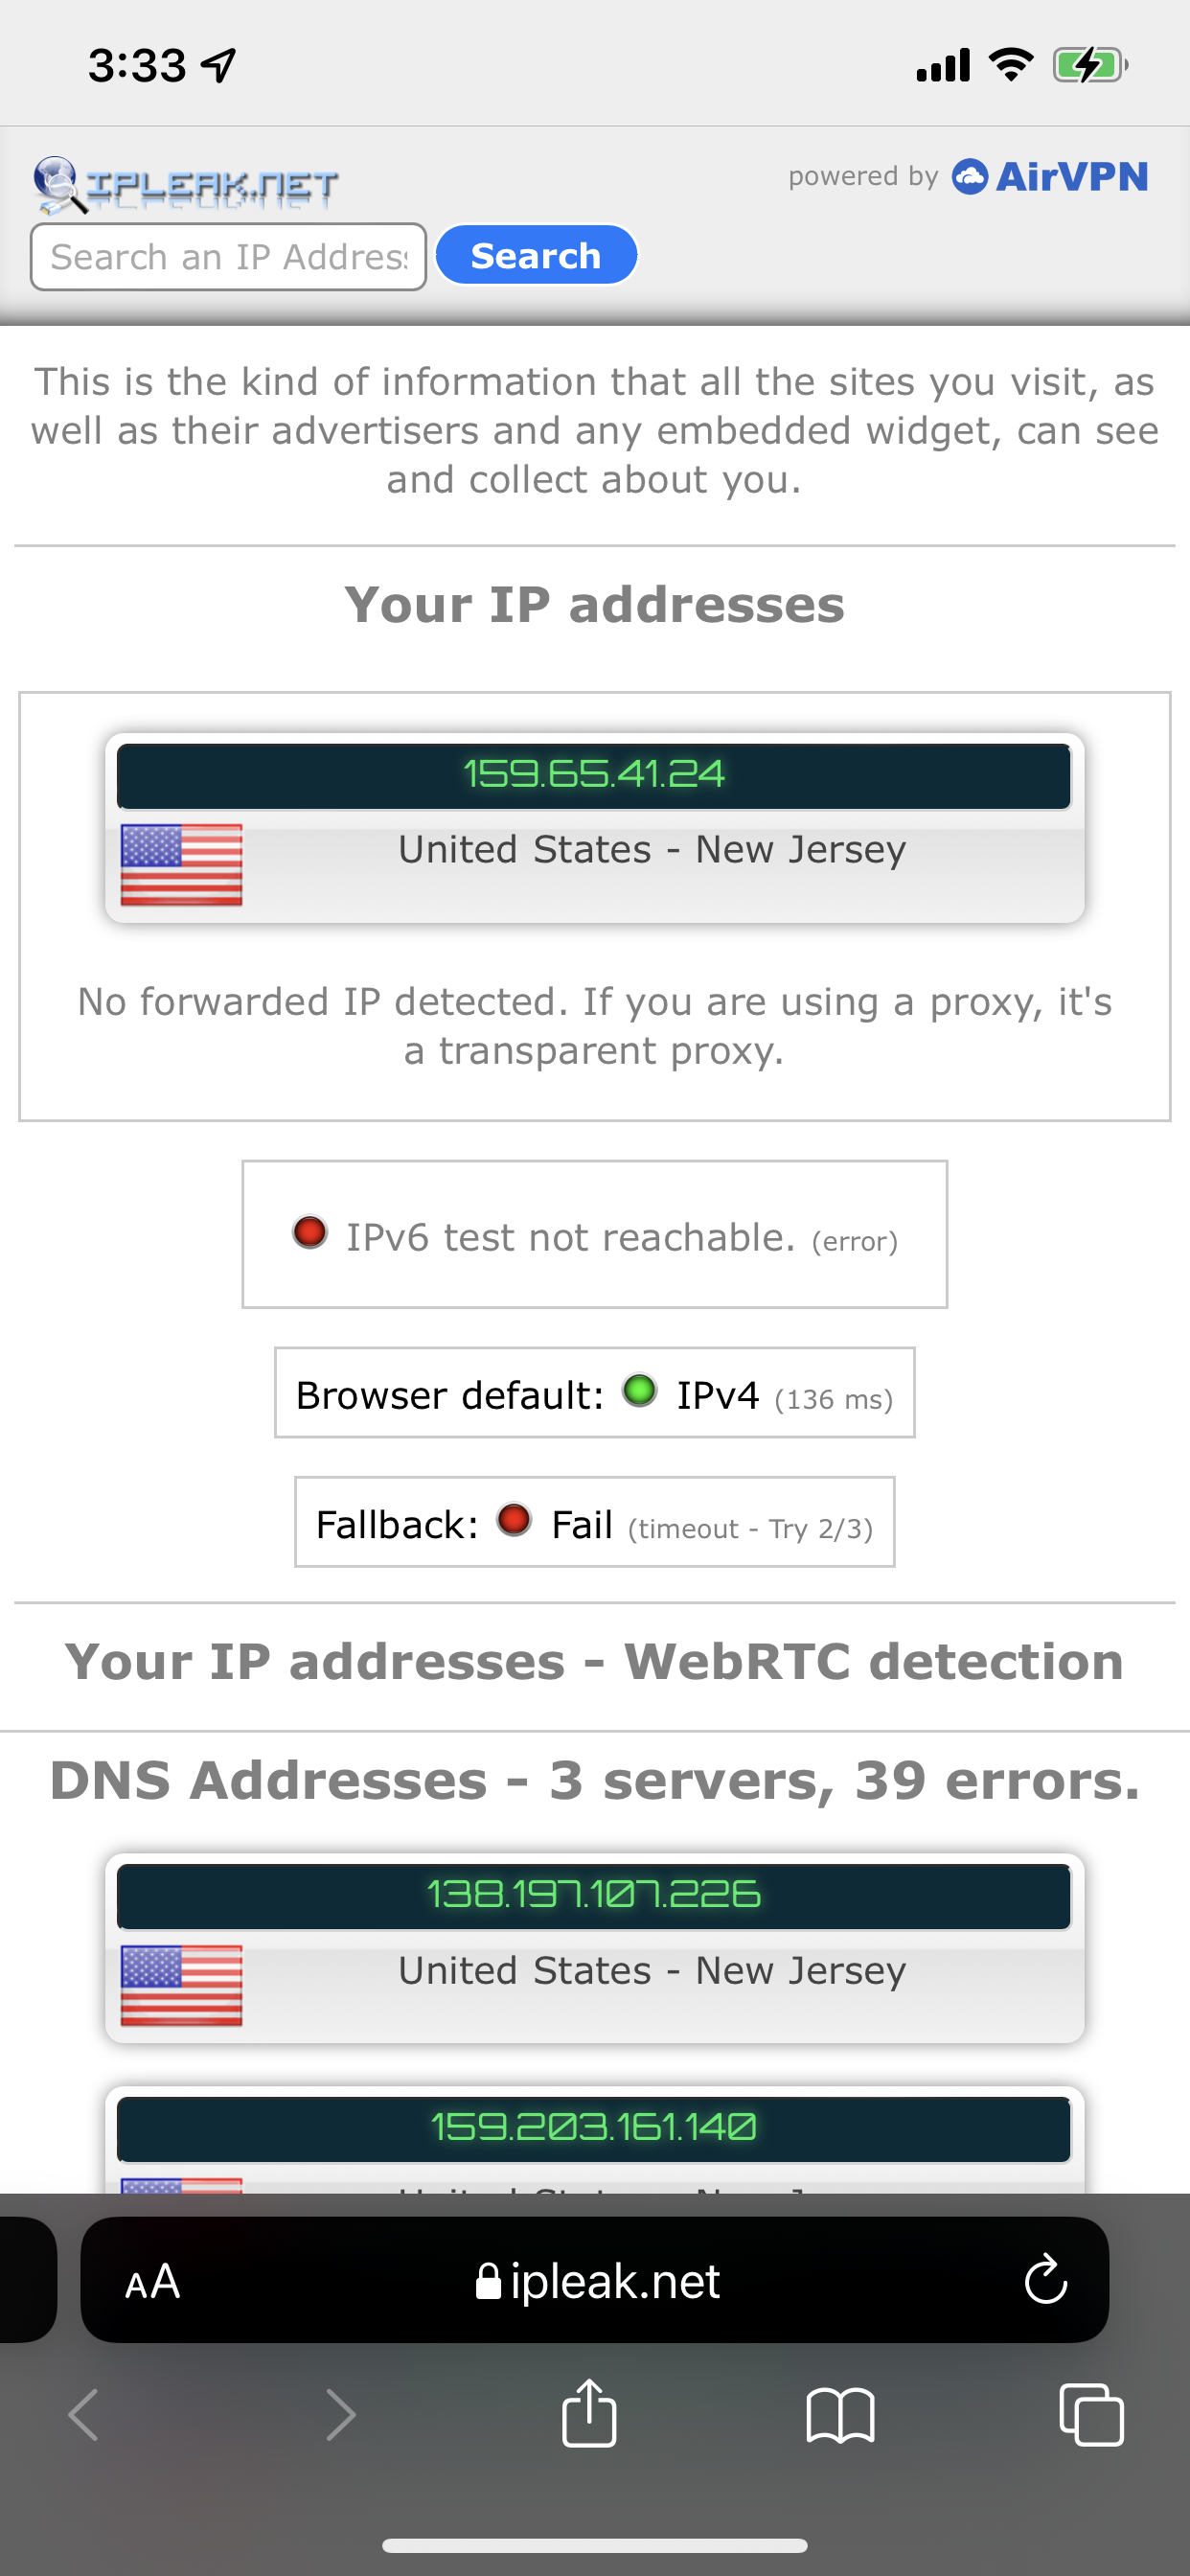 3:33
IPLEAK.NET
powered by AirVPN
Search an IP Address
Search
This is the kind of information that all the sites you visit, as
well as their advertisers and any embedded widget, can see
and collect about you.
Your IP addresses
159.65.41.24
United States - New Jersey
No forwarded IP detected. If you are using a proxy, it's
a transparent proxy.
IPv6 test not reachable. (error)
Browser default: IPv4 (136 ms)
Fallback: Fail (timeout - Try 2/3)
Your IP addresses - WebRTC detection
DNS Addresses - 3 servers, 39 errors.
138.197.107.226
United States - New Jersey
159.203.161.140
AA
ipleak.net